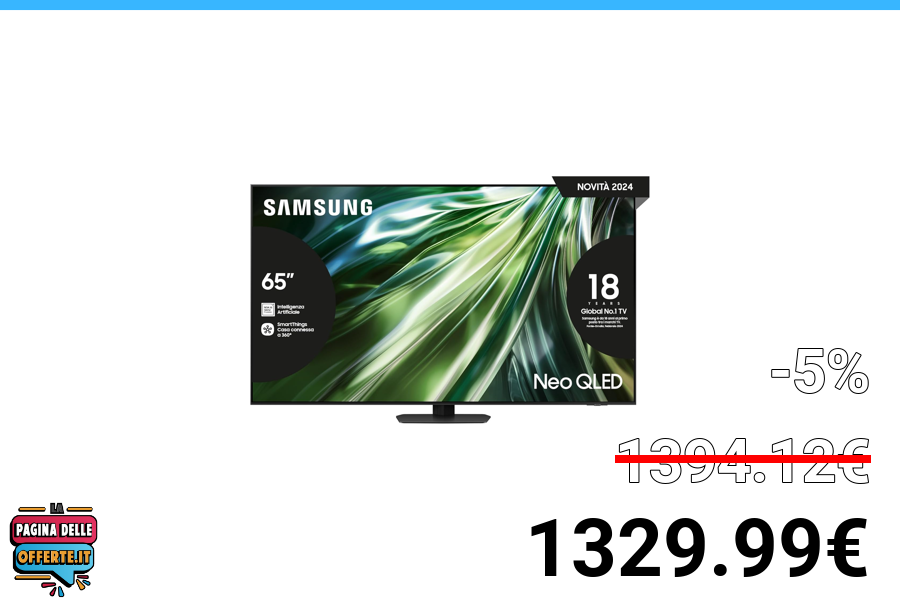 NOVITÀ 2024
SAMSUNG
65”
Intelligenza
Artificiale
SmartThings
Casa connessa
a 360°
18
YEARS
Global No.1 TV
Neo QLED
-5%
1394.12€
1329.99€
LA
PAGINA DELLE
OFFERTE.IT